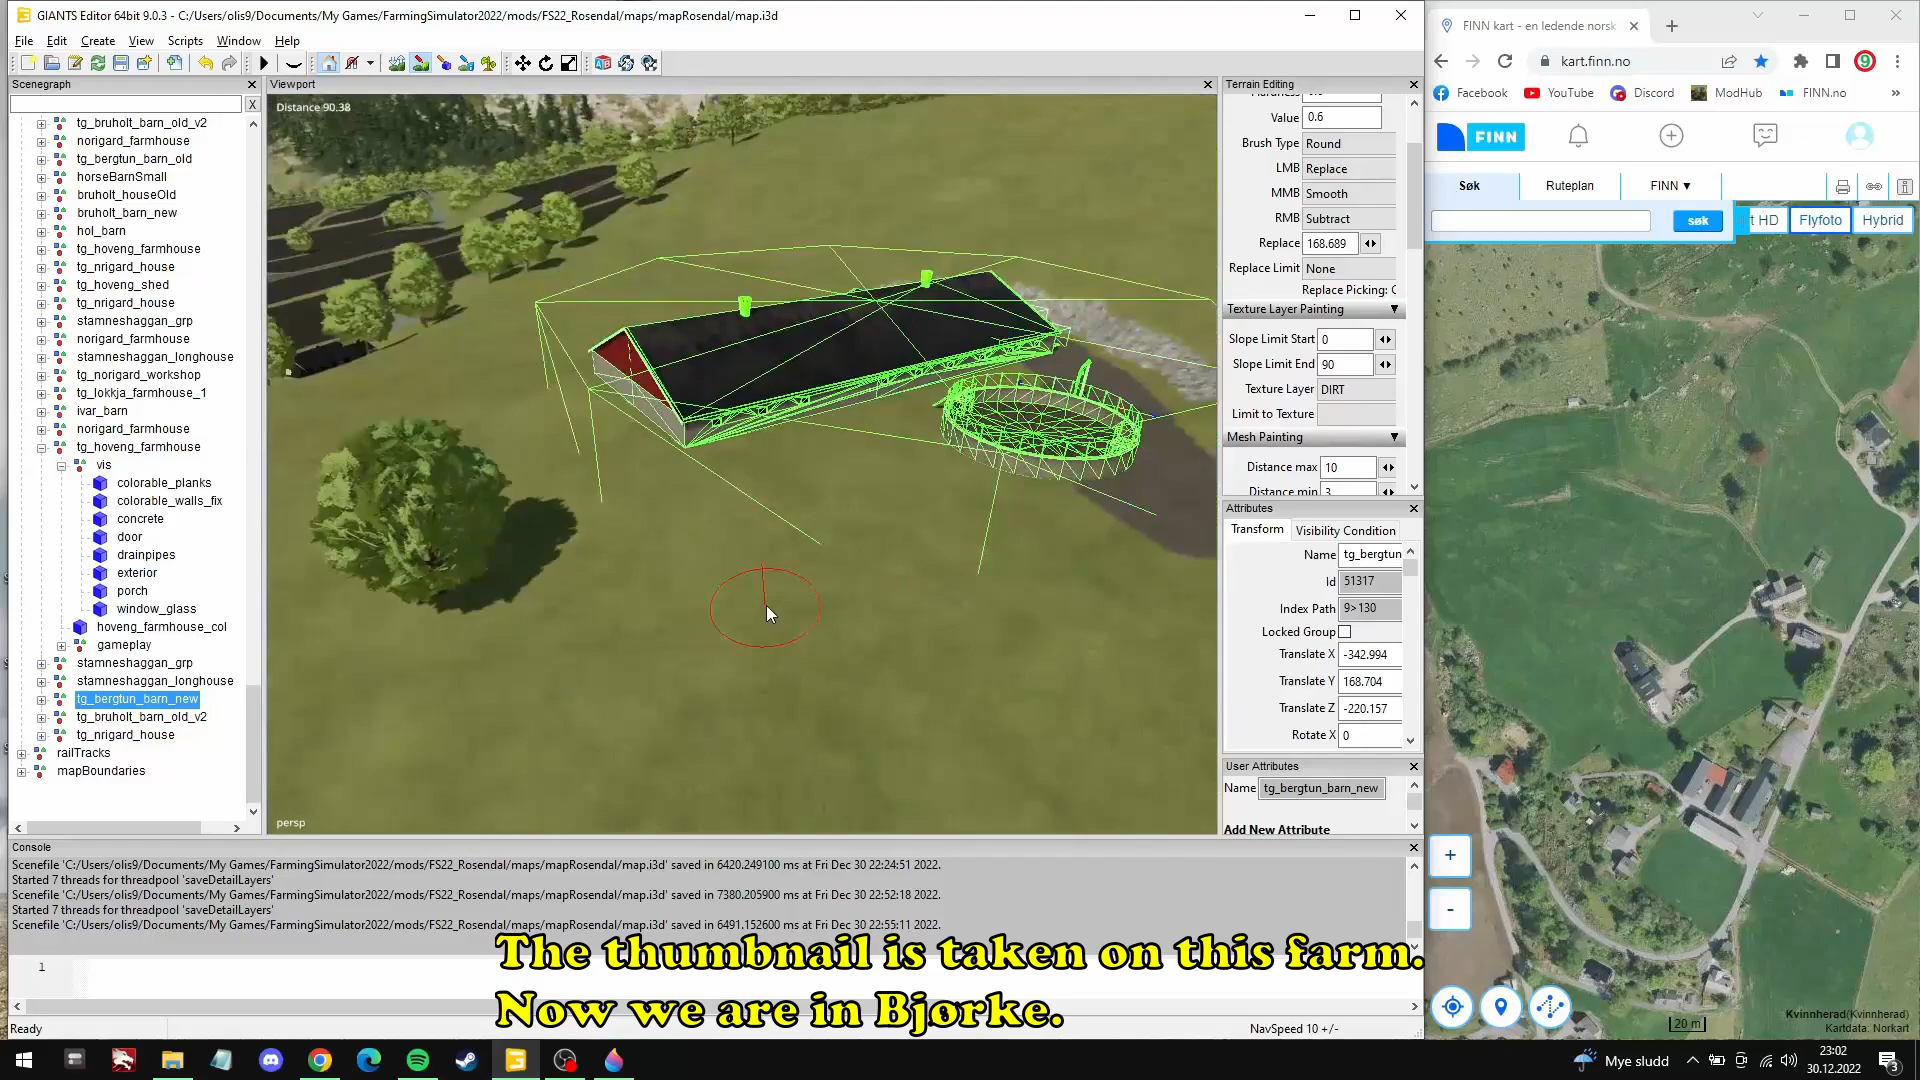 GIANTS Editor 64bit 9.0.3 - C:/Users/olis9/Documents/My Games/FarmingSimulator2022/mods/FS22_Rosendal/maps/mapRosendal/map.i3d
File Edit Create View Scripts Window Help
Scenegraph
X
tg_bruholt_barn_old_v2
norigard_farmhouse
tg_bergtun_barn_old
horseBarnSmall
bruholt_houseOld
bruholt_barn_new
hol_barn
tg_hoveng_farmhouse
tg_nrigard_house
tg_hoveng_shed
tg_nrigard_house
stamneshaggan_grp
norigard_farmhouse
stamneshaggan_longhouse
tg_norigard_workshop
tg_lokkja_farmhouse_1
ivar_barn
norigard_farmhouse
tg_hoveng_farmhouse
vis
colorable_planks
colorable_walls_fix
concrete
door
drainpipes
exterior
porch
window_glass
hoveng_farmhouse_col
gameplay
stamneshaggan_grp
stamneshaggan_longhouse
tg_bergtun_barn_new
tg_bruholt_barn_old_v2
tg_nrigard_house
railTracks
mapBoundaries
Viewport
Distance 90.38
persp
Terrain Editing
Value 0.6
Brush Type Round
LMB Replace
MMB Smooth
RMB Subtract
Replace 168.689
Replace Limit None
Replace Picking: C
Texture Layer Painting
Slope Limit Start 0
Slope Limit End 90
Texture Layer DIRT
Limit to Texture
Mesh Painting
Distance max 10
Distance min 3
Attributes
Transform Visibility Condition
Name tg_bergtun
Id 51317
Index Path 9>130
Locked Group
Translate X -342.994
Translate Y 168.704
Translate Z -220.157
Rotate X 0
User Attributes
Name tg_bergtun_barn_new
Add New Attribute
Console
Scenefile 'C:/Users/olis9/Documents/My Games/FarmingSimulator2022/mods/FS22_Rosendal/maps/mapRosendal/map.i3d' saved in 6420.249100 ms at Fri Dec 30 22:24:51 2022.
Started 7 threads for threadpool 'saveDetailLayers'
Scenefile 'C:/Users/olis9/Documents/My Games/FarmingSimulator2022/mods/FS22_Rosendal/maps/mapRosendal/map.i3d' saved in 7380.205900 ms at Fri Dec 30 22:52:18 2022.
Started 7 threads for threadpool 'saveDetailLayers'
Scenefile 'C:/Users/olis9/Documents/My Games/FarmingSimulator2022/mods/FS22_Rosendal/maps/mapRosendal/map.i3d' saved in 6491.152600 ms at Fri Dec 30 22:55:11 2022.
1
The thumbnail is taken on this farm.
Now we are in Bjørke.
Ready
NavSpeed 10 +/-
FINN kart - en ledende norsk
kart.finn.no
9
Facebook YouTube Discord ModHub FINN.no »
FINN
Søk Ruteplan FINN ▾
søk
t HD Flyfoto Hybrid
+
-
20 m
Kvinnherad(Kvinnherad)
Kartdata: Norkart
Mye sludd
23:02
30.12.2022
3